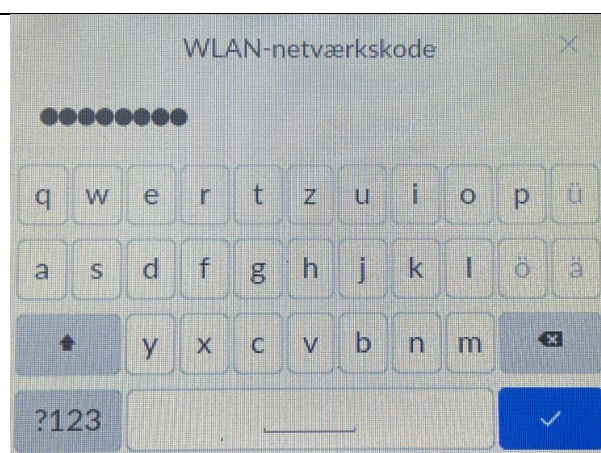 WLAN-netværkskode
q w e r t z u i o p ü
a s d f g h j k l ö ä
y x c v b n m
?123